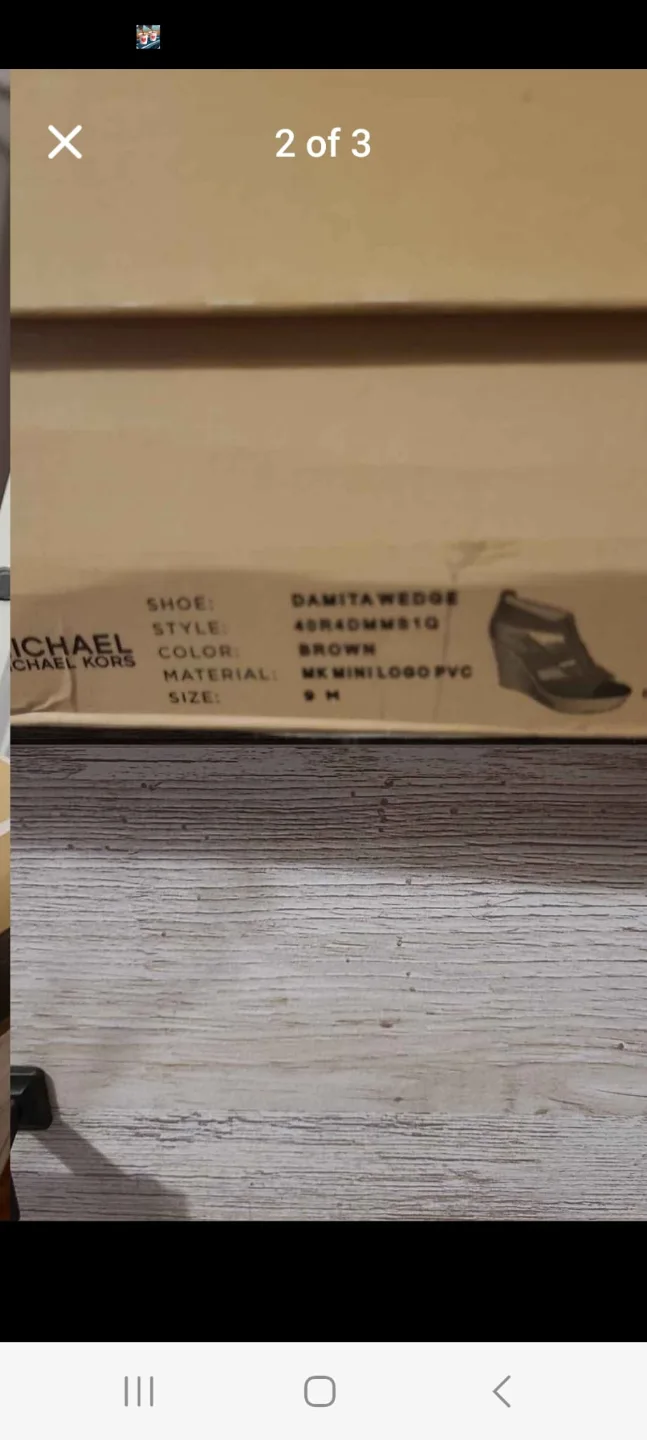 2 of 3
SHOE: DAMITA WEDGE
STYLE:
ICHAEL
CHAEL KORS
COLOR: BROWN
MATERIAL: MK MINI LOGO PVC
SIZE: 9 M